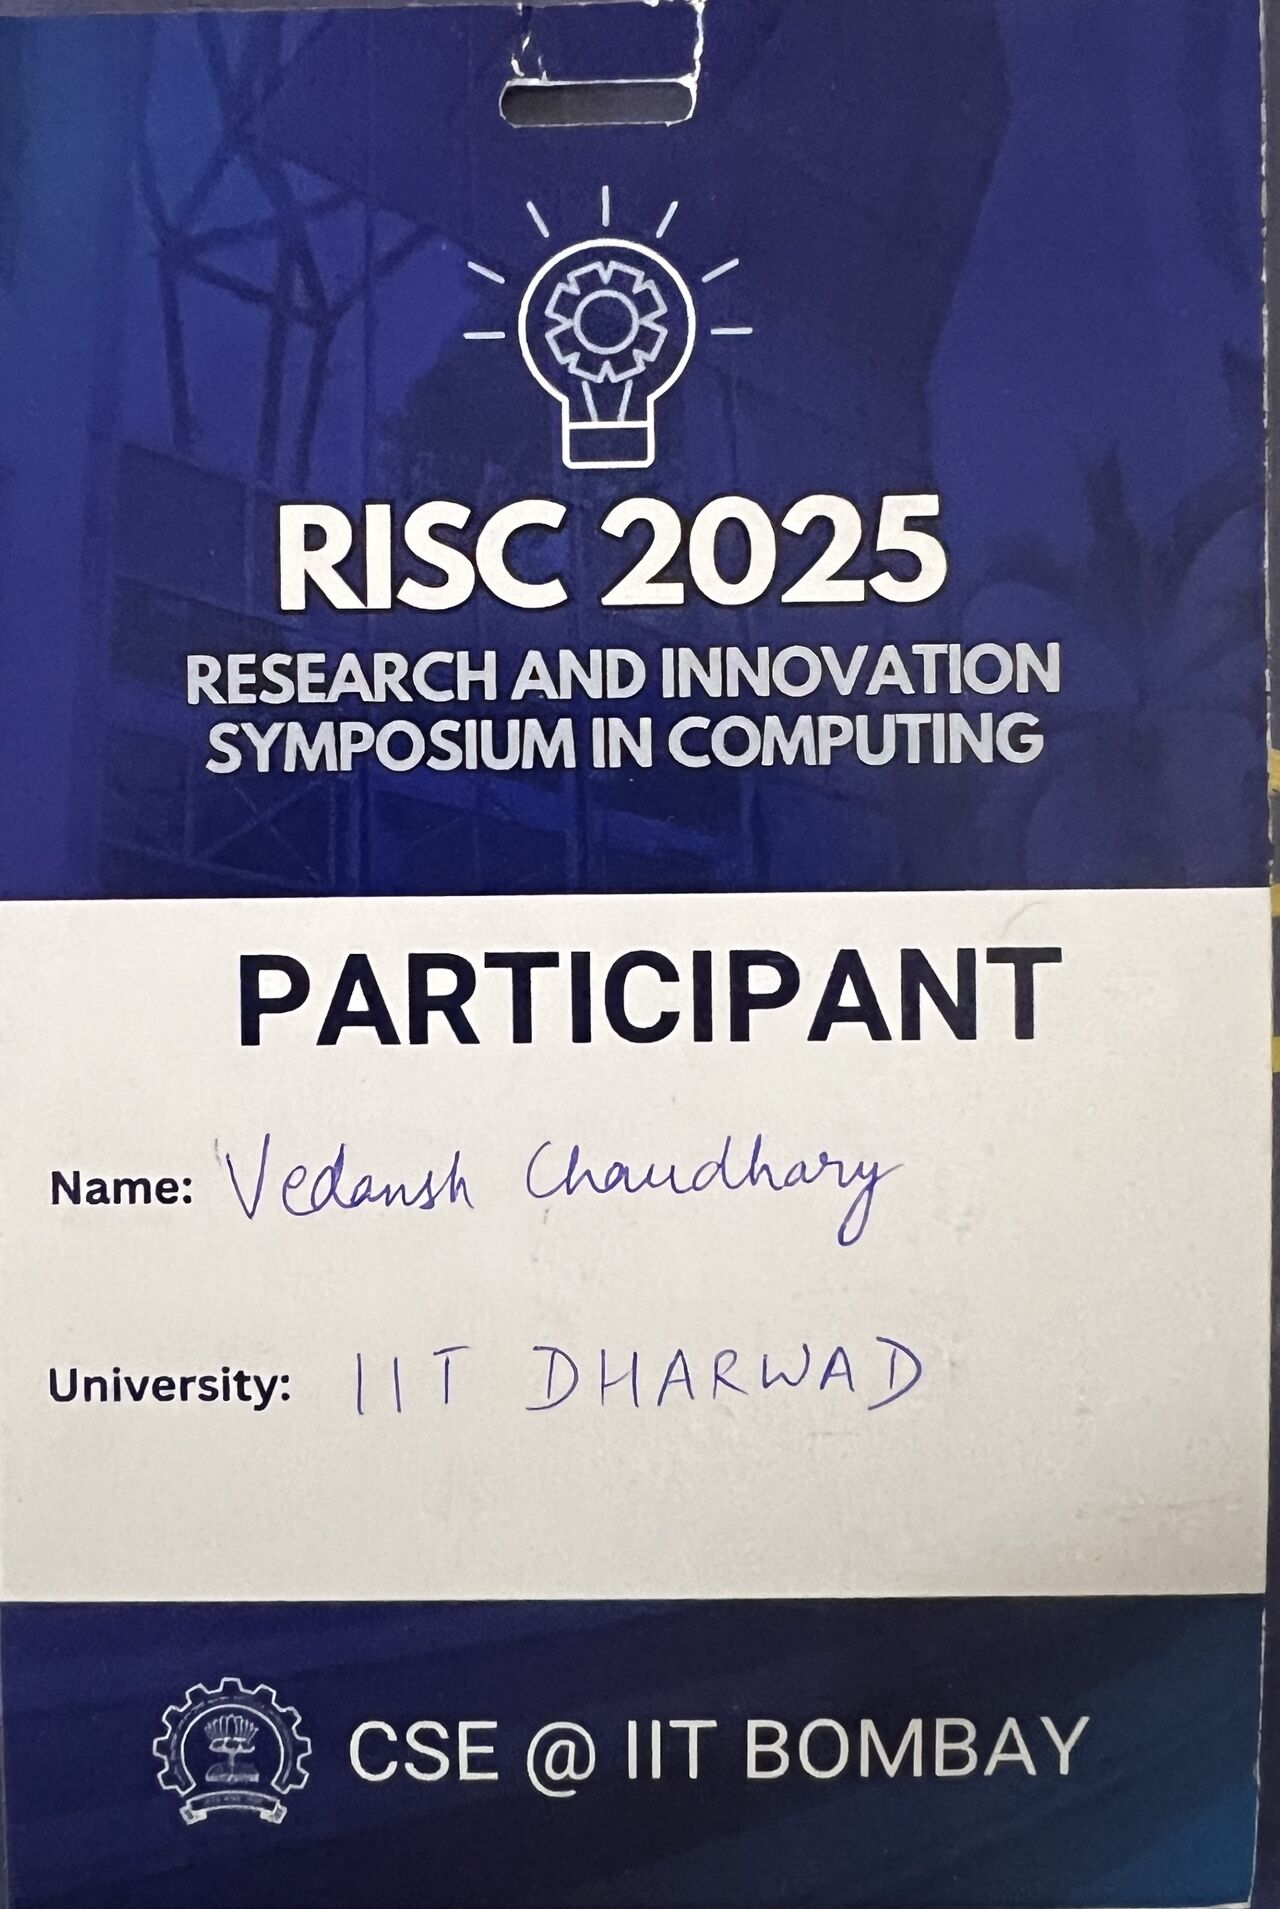 RISC 2025
RESEARCH AND INNOVATION
SYMPOSIUM IN COMPUTING
PARTICIPANT
Name: Vedansh Chaudhary
University: IIT DHARWAD
CSE @ IIT BOMBAY